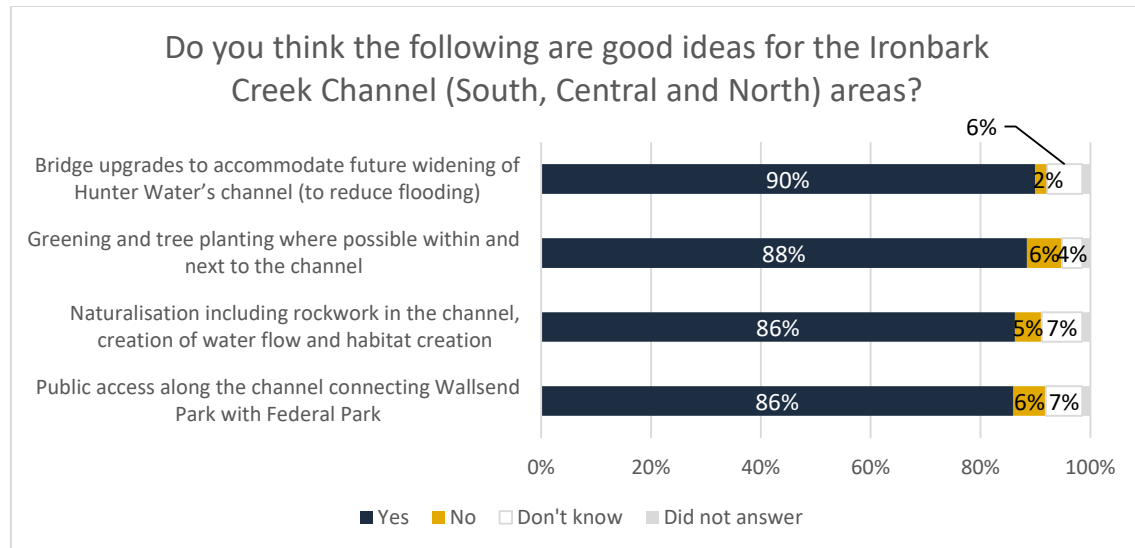 Do you think the following are good ideas for the Ironbark
Creek Channel (South, Central and North) areas?
6%
Bridge upgrades to accommodate future widening of
Hunter Water’s channel (to reduce flooding)
90%
2%
Greening and tree planting where possible within and
next to the channel
88%
6%
4%
Naturalisation including rockwork in the channel,
creation of water flow and habitat creation
86%
5%
7%
Public access along the channel connecting Wallsend
Park with Federal Park
86%
6%
7%
0% 20% 40% 60% 80% 100%
Yes No Don't know Did not answer